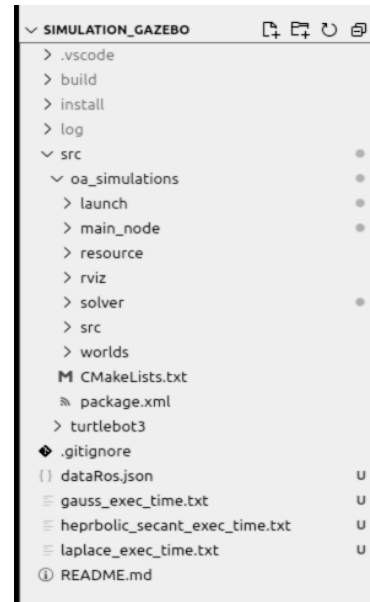 SIMULATION_GAZEBO
.vscode
build
install
log
src
oa_simulations
launch
main_node
resource
rviz
solver
src
worlds
M CMakeLists.txt
package.xml
turtlebot3
.gitignore
{} dataRos.json U
gauss_exec_time.txt U
heprbolic_secant_exec_time.txt U
laplace_exec_time.txt U
README.md